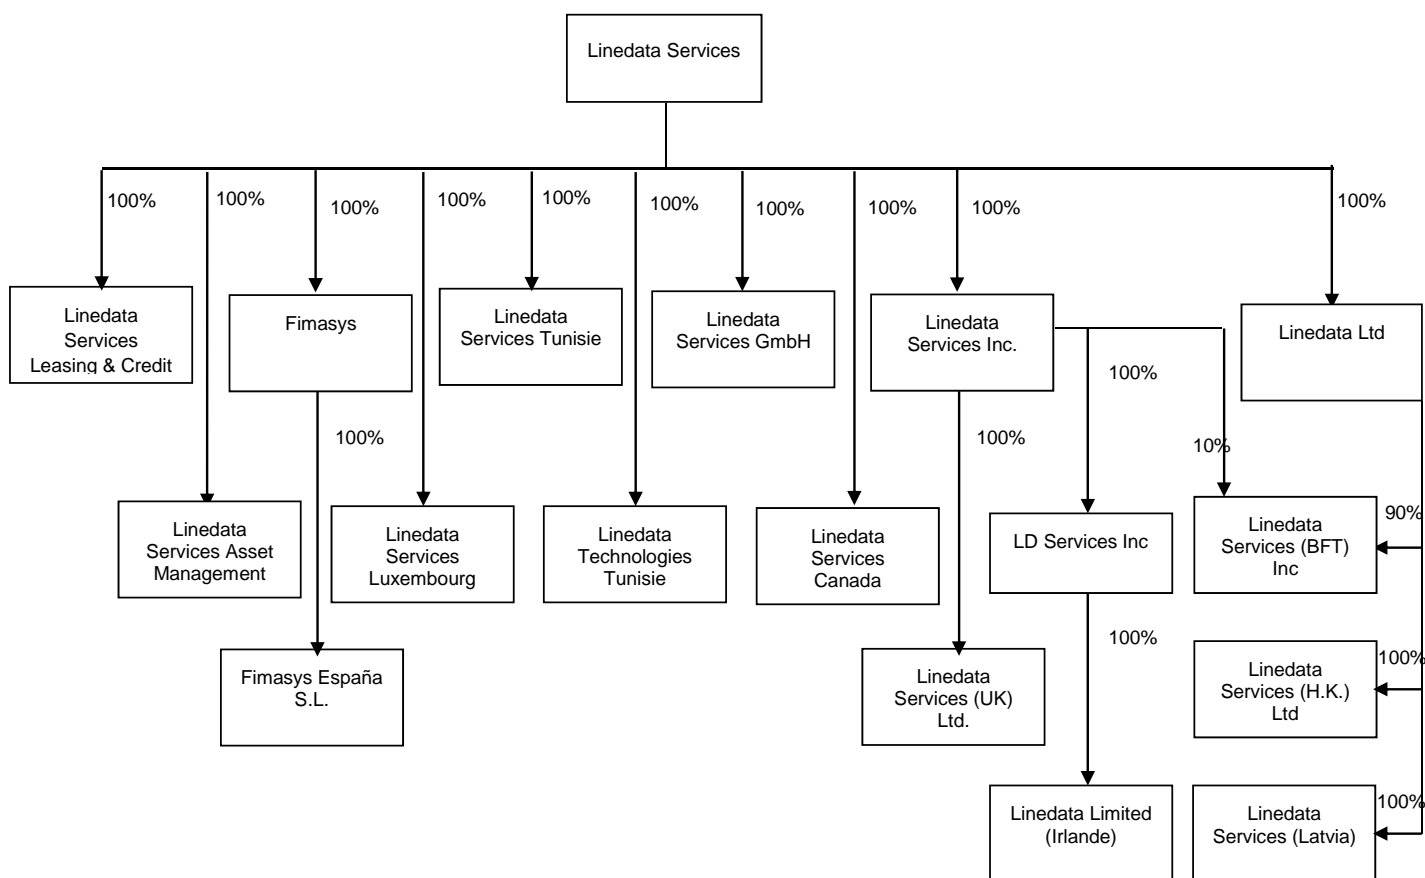 Linedata Services
100%
100%
100%
100%
100%
100%
100%
100%
100%
100%
Linedata
Services
Leasing & Credit
Fimasys
Linedata
Services Tunisie
Linedata
Services GmbH
Linedata
Services Inc.
Linedata Ltd
100%
100%
100%
10%
90%
Linedata
Services Asset
Management
Linedata
Services
Luxembourg
Linedata
Technologies
Tunisie
Linedata
Services
Canada
LD Services Inc
Linedata
Services (BFT)
Inc
100%
100%
Fimasys España
S.L.
Linedata
Services (UK)
Ltd.
Linedata
Services (H.K.)
Ltd
100%
Linedata Limited
(Irlande)
Linedata
Services (Latvia)